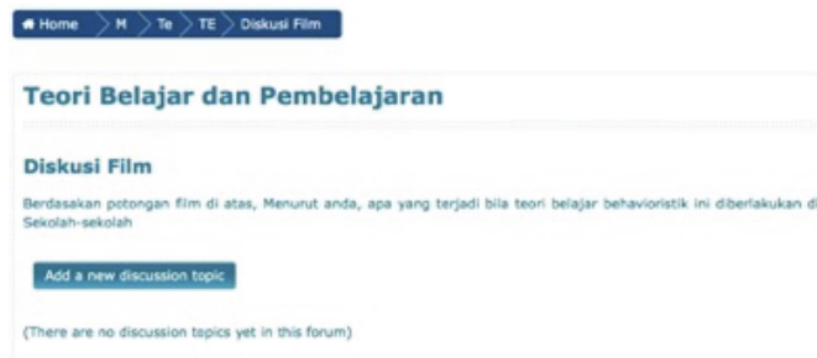 Home M Te TE Diskusi Film
Teori Belajar dan Pembelajaran
Diskusi Film
Berdasakan potongan film di atas, Menurut anda, apa yang terjadi bila teori belajar behavioristik ini diberlakukan di
Sekolah-sekolah
Add a new discussion topic
(There are no discussion topics yet in this forum)